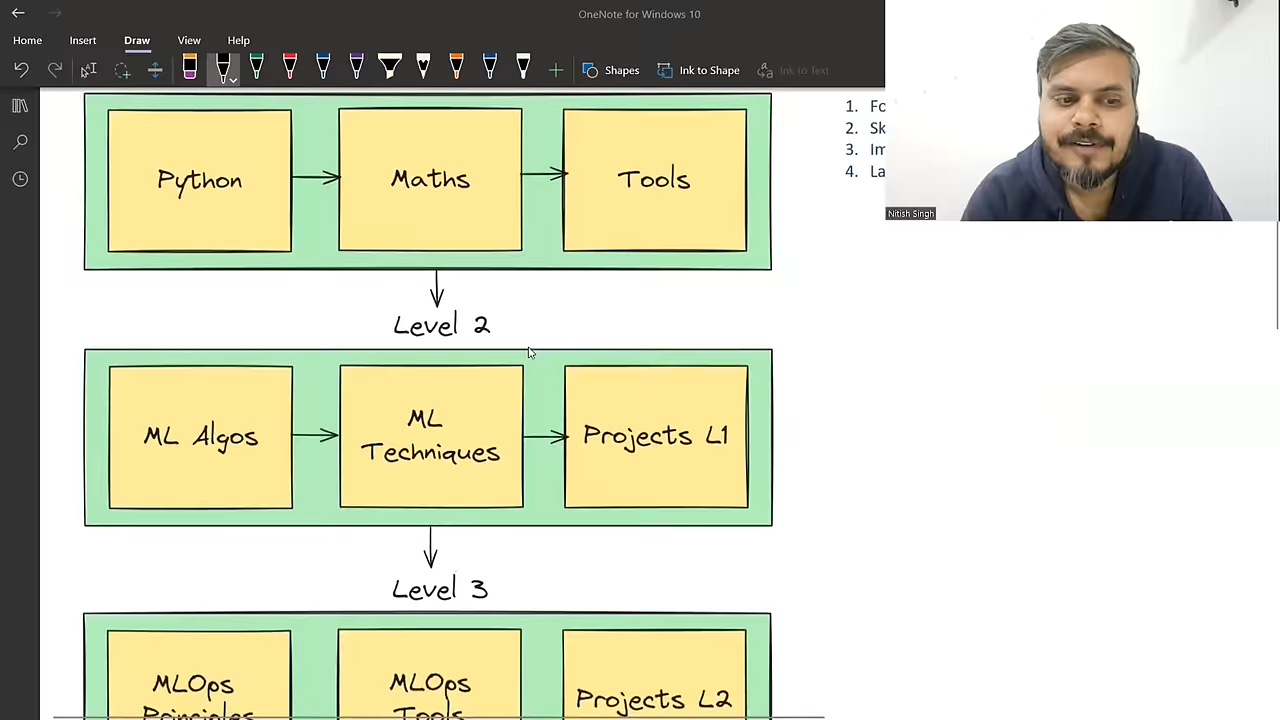 OneNote for Windows 10
Home
Insert
Draw
View
Help
Shapes
Ink to Shape
Ink to Text
Python
Maths
Tools
1. Fo
2. Sk
3. Im
4. La
Nitish Singh
Level 2
ML Algos
ML
Techniques
Projects L1
Level 3
MLOps
Principles
MLOps
Tools
Projects L2